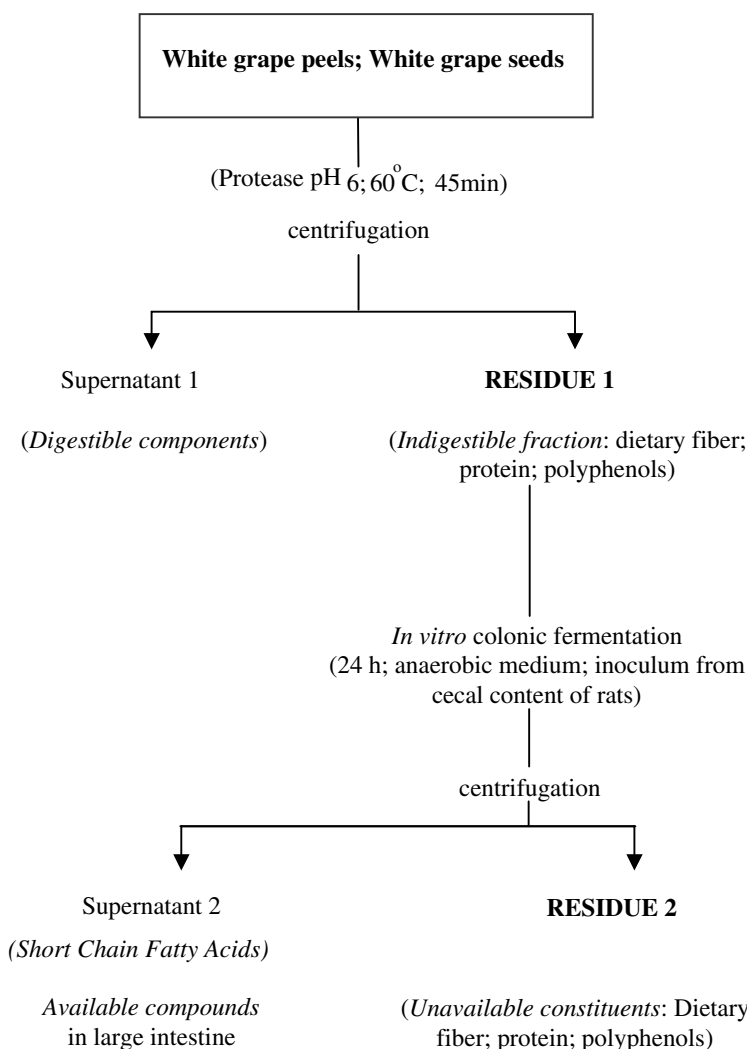 White grape peels; White grape seeds
(Protease pH 6; 60°C; 45min)
centrifugation
Supernatant 1
RESIDUE 1
(Digestible components)
(Indigestible fraction: dietary fiber;
protein; polyphenols)
In vitro colonic fermentation
(24 h; anaerobic medium; inoculum from
cecal content of rats)
centrifugation
Supernatant 2
RESIDUE 2
(Short Chain Fatty Acids)
Available compounds
in large intestine
(Unavailable constituents: Dietary
fiber; protein; polyphenols)